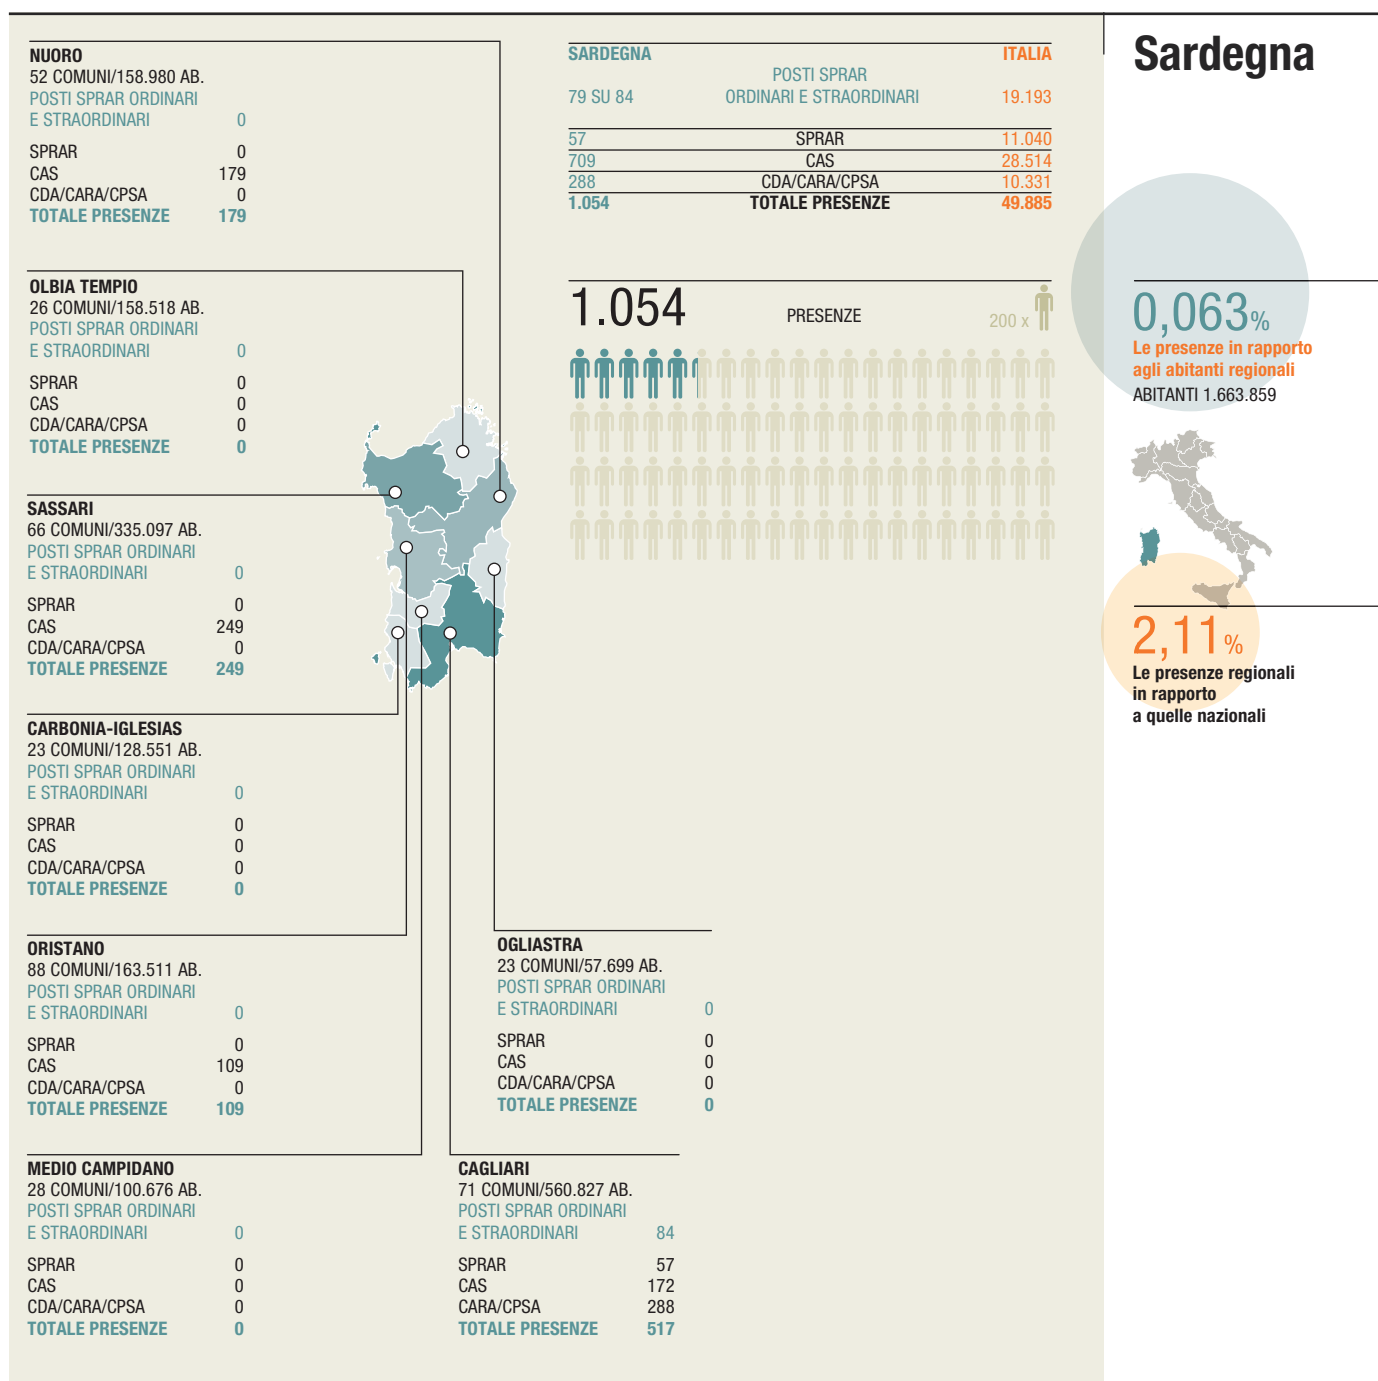 Sardegna
NUORO
52 COMUNI/158.980 AB.
POSTI SPRAR ORDINARI
E STRAORDINARI 0
SPRAR 0
CAS 179
CDA/CARA/CPSA 0
TOTALE PRESENZE 179
OLBIA TEMPIO
26 COMUNI/158.518 AB.
POSTI SPRAR ORDINARI
E STRAORDINARI 0
SPRAR 0
CAS 0
CDA/CARA/CPSA 0
TOTALE PRESENZE 0
SASSARI
66 COMUNI/335.097 AB.
POSTI SPRAR ORDINARI
E STRAORDINARI 0
SPRAR 0
CAS 249
CDA/CARA/CPSA 0
TOTALE PRESENZE 249
CARBONIA-IGLESIAS
23 COMUNI/128.551 AB.
POSTI SPRAR ORDINARI
E STRAORDINARI 0
SPRAR 0
CAS 0
CDA/CARA/CPSA 0
TOTALE PRESENZE 0
ORISTANO
88 COMUNI/163.511 AB.
POSTI SPRAR ORDINARI
E STRAORDINARI 0
SPRAR 0
CAS 109
CDA/CARA/CPSA 0
TOTALE PRESENZE 109
MEDIO CAMPIDANO
28 COMUNI/100.676 AB.
POSTI SPRAR ORDINARI
E STRAORDINARI 0
SPRAR 0
CAS 0
CDA/CARA/CPSA 0
TOTALE PRESENZE 0
OGLIASTRA
23 COMUNI/57.699 AB.
POSTI SPRAR ORDINARI
E STRAORDINARI 0
SPRAR 0
CAS 0
CDA/CARA/CPSA 0
TOTALE PRESENZE 0
CAGLIARI
71 COMUNI/560.827 AB.
POSTI SPRAR ORDINARI
E STRAORDINARI 84
SPRAR 57
CAS 172
CARA/CPSA 288
TOTALE PRESENZE 517
SARDEGNA ITALIA
POSTI SPRAR
79 SU 84 ORDINARI E STRAORDINARI 19.193
57 SPRAR 11.040
709 CAS 28.514
288 CDA/CARA/CPSA 10.331
1.054 TOTALE PRESENZE 49.885
1.054 PRESENZE 200 x
0,063%
Le presenze in rapporto
agli abitanti regionali
ABITANTI 1.663.859
2,11%
Le presenze regionali
in rapporto
a quelle nazionali